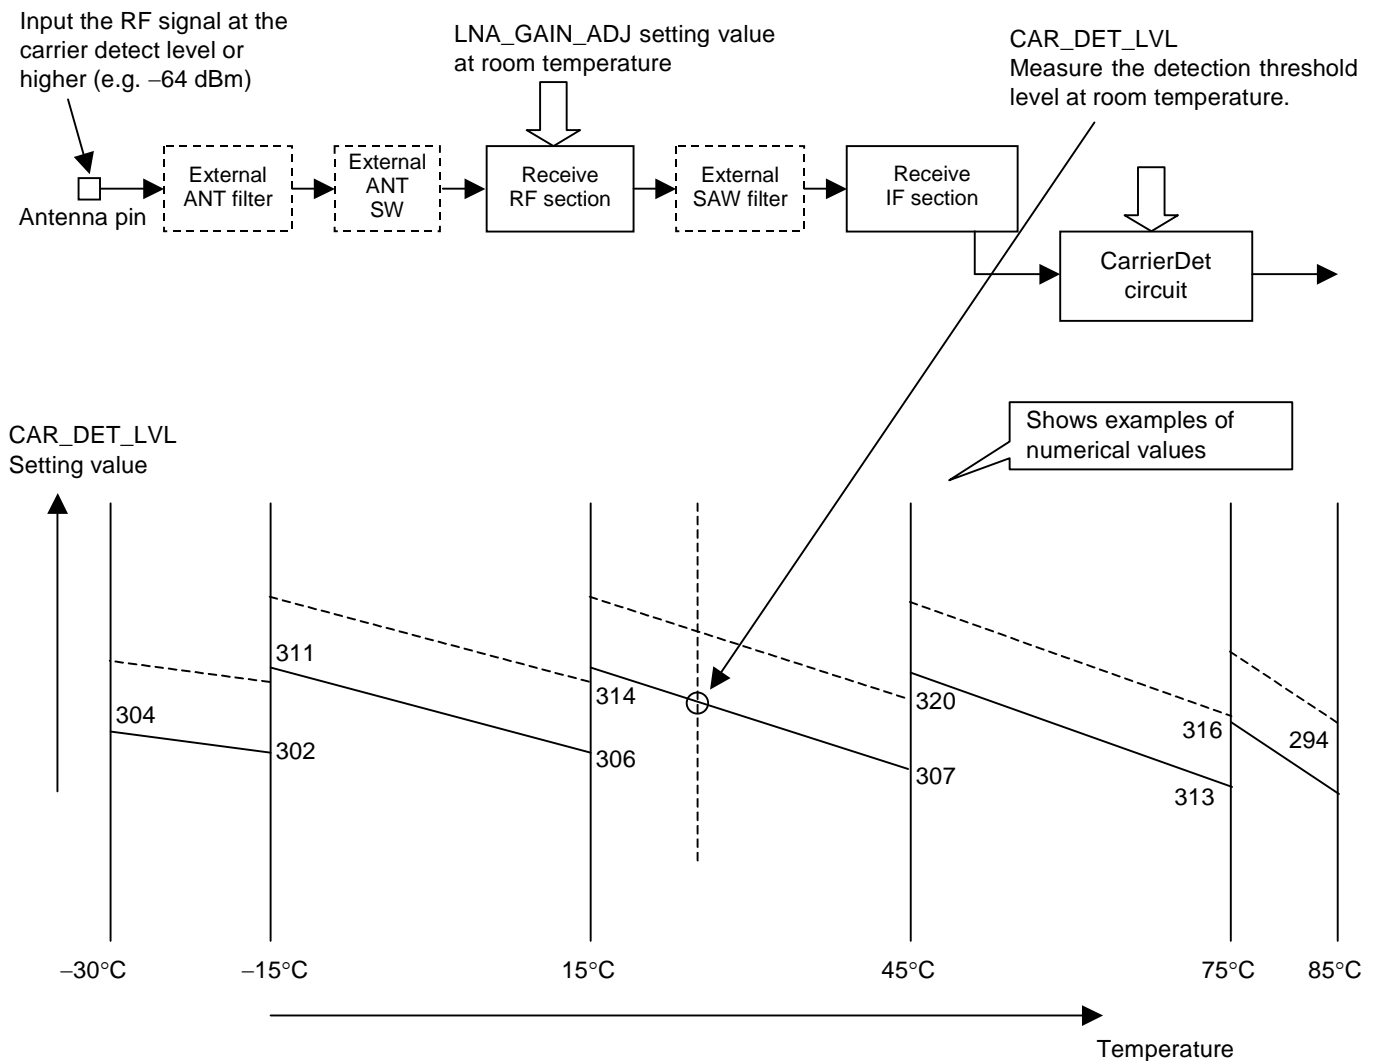 Input the RF signal at the
carrier detect level or
higher (e.g. −64 dBm)
LNA_GAIN_ADJ setting value
at room temperature
CAR_DET_LVL
Measure the detection threshold
level at room temperature.
Antenna pin
External
ANT filter
External
ANT
SW
Receive
RF section
External
SAW filter
Receive
IF section
CarrierDet
circuit
Shows examples of
numerical values
CAR_DET_LVL
Setting value
304
302
311
306
314
307
320
313
316
294
−30°C
−15°C
15°C
45°C
75°C
85°C
Temperature